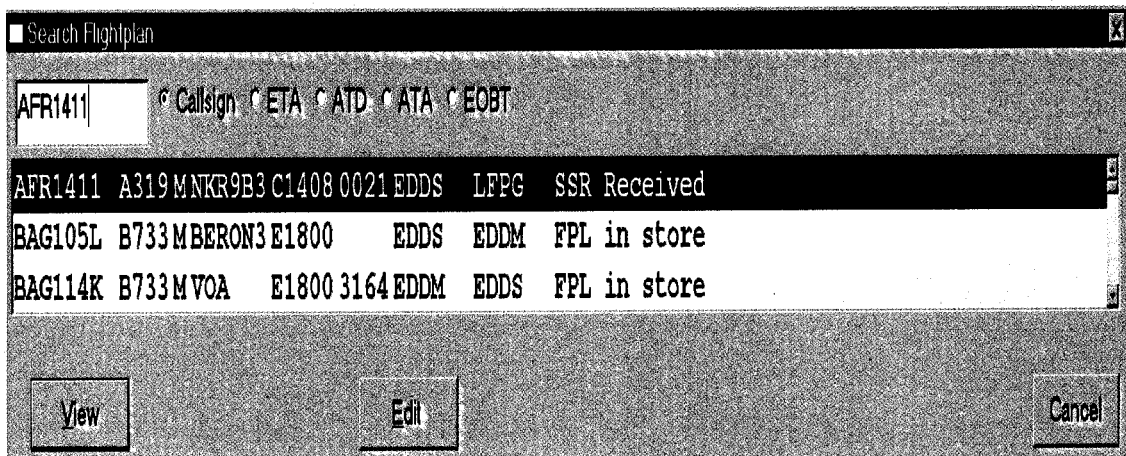 Search Flightplan
AFR1411 Callsign ETA ATD ATA EOBT
AFR1411 A319 M NKR9B3 C1408 0021 EDDS LFPG SSR Received
BAG105L B733 M BERON3 E1800 EDDS EDDM FPL in store
BAG114K B733 M VOA E1800 3164 EDDM EDDS FPL in store
View Edit Cancel